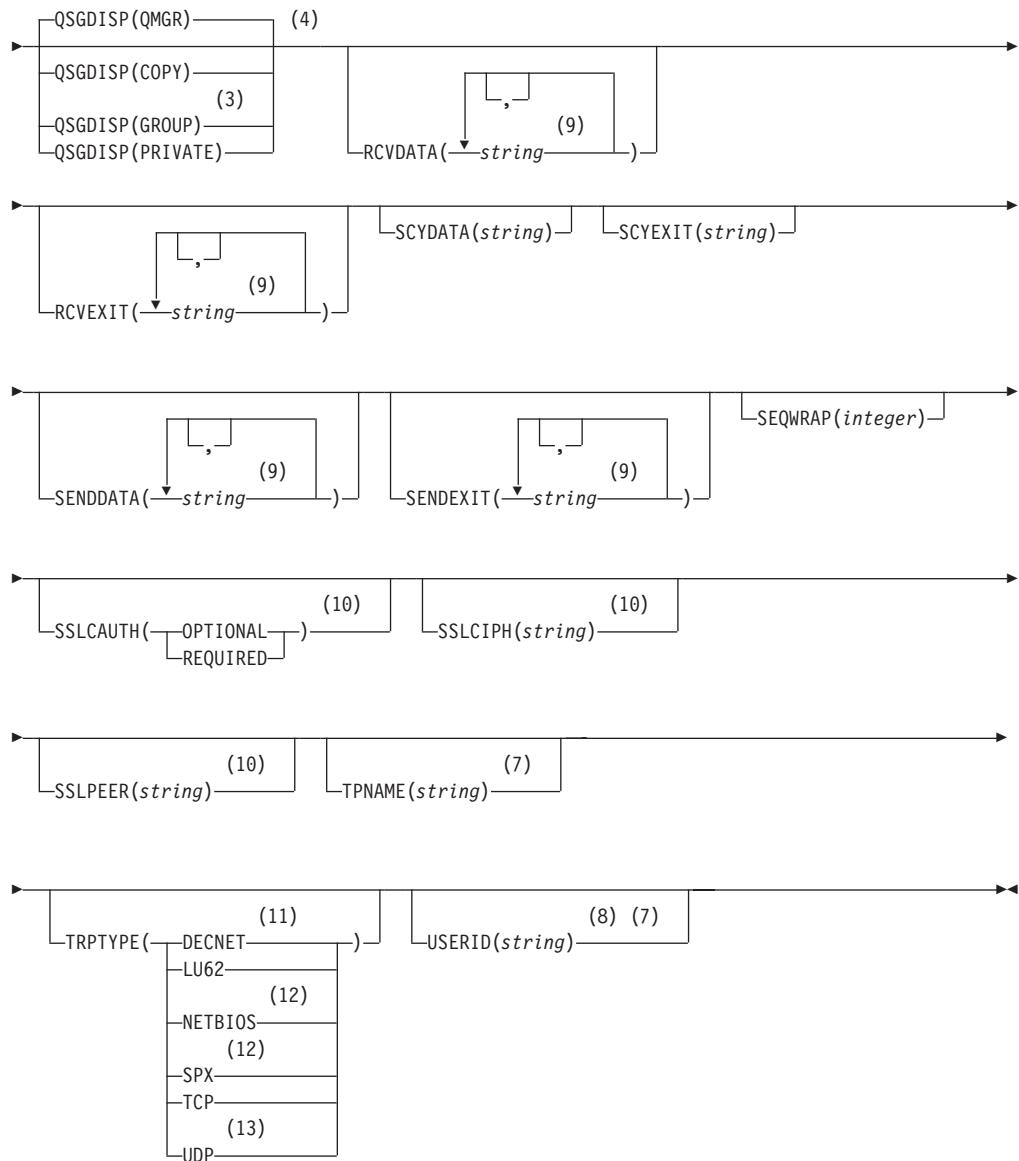 QSGDISP(QMGR) (4)
QSGDISP(COPY)
(3)
QSGDISP(GROUP)
QSGDISP(PRIVATE)
,
(9)
RCVDATA( string )
,
(9)
RCVEXIT( string )
SCYDATA(string)
SCYEXIT(string)
,
(9)
SENDDATA( string )
,
(9)
SENDEXIT( string )
SEQWRAP(integer)
(10)
SSLCAUTH( OPTIONAL )
REQUIRED
(10)
SSLCIPH(string)
(10)
SSLPEER(string)
(7)
TPNAME(string)
(11)
TRPTYPE( DECNET )
LU62
(12)
NETBIOS
(12)
SPX
TCP
(13)
UDP
(8) (7)
USERID(string)